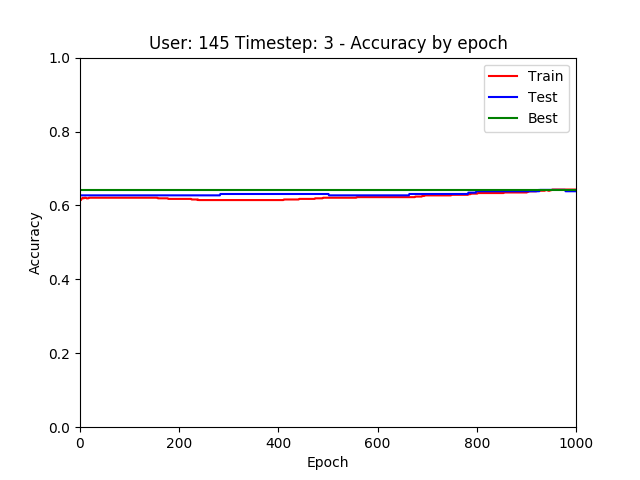 User: 145 Timestep: 3 - Accuracy by epoch
1.0
0.8
0.6
0.4
0.2
0.0
Accuracy
Train
Test
Best
0 200 400 600 800 1000
Epoch